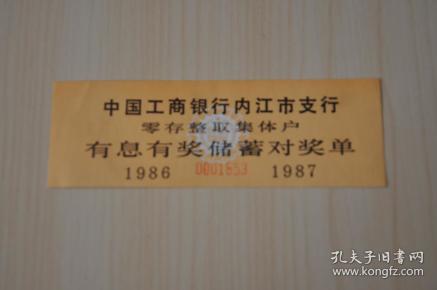 中国工商银行内江市支行
零存整取集体户
有息有奖储蓄对奖单
1986 0001653 1987
孔夫子旧书网
www.kongfz.com